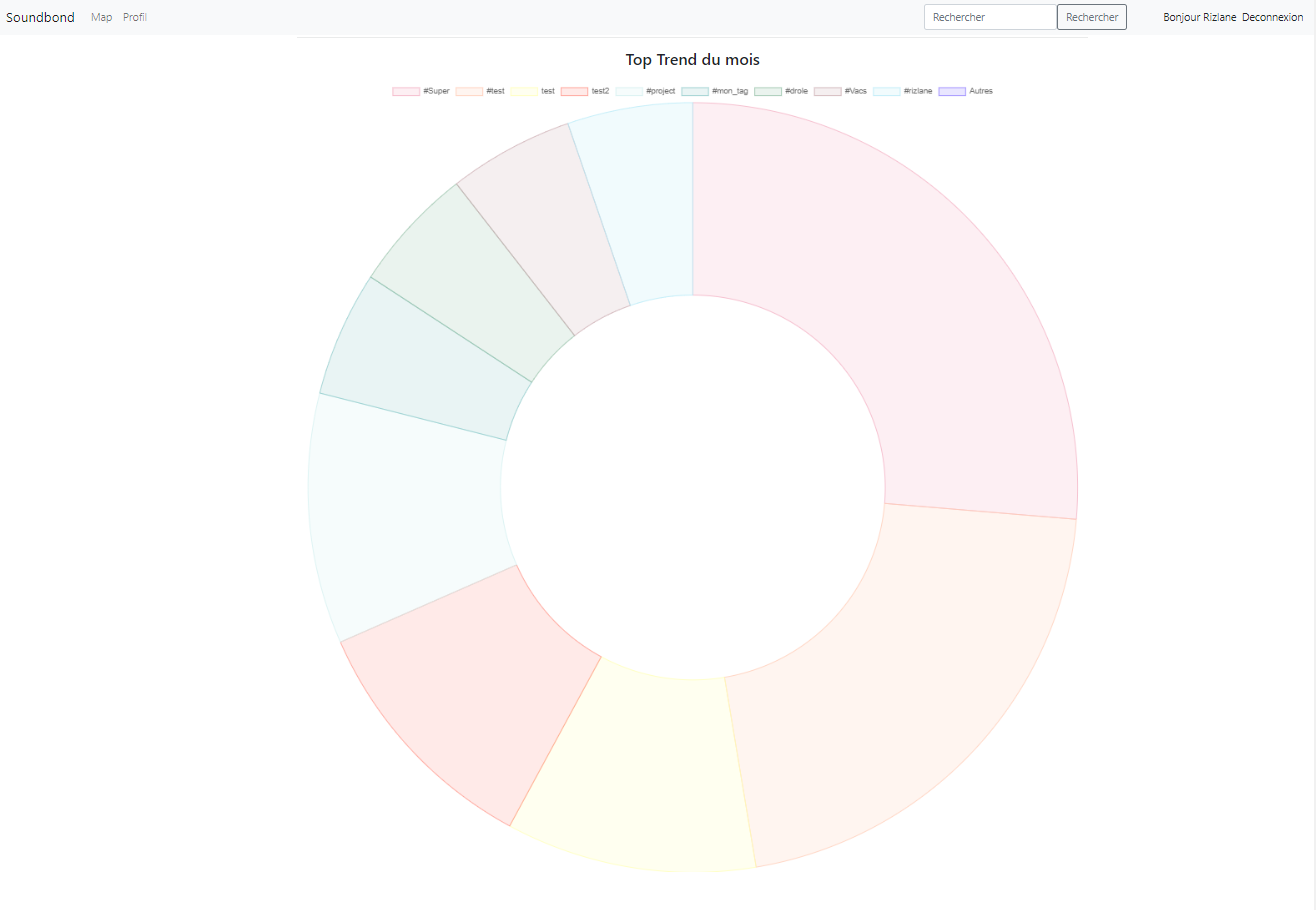 Soundbond Map Profil Rechercher Rechercher Bonjour Rizlane Deconnexion
Top Trend du mois
#Super #test test test2 #project #mon_tag #drole #Vacs #rizlane Autres